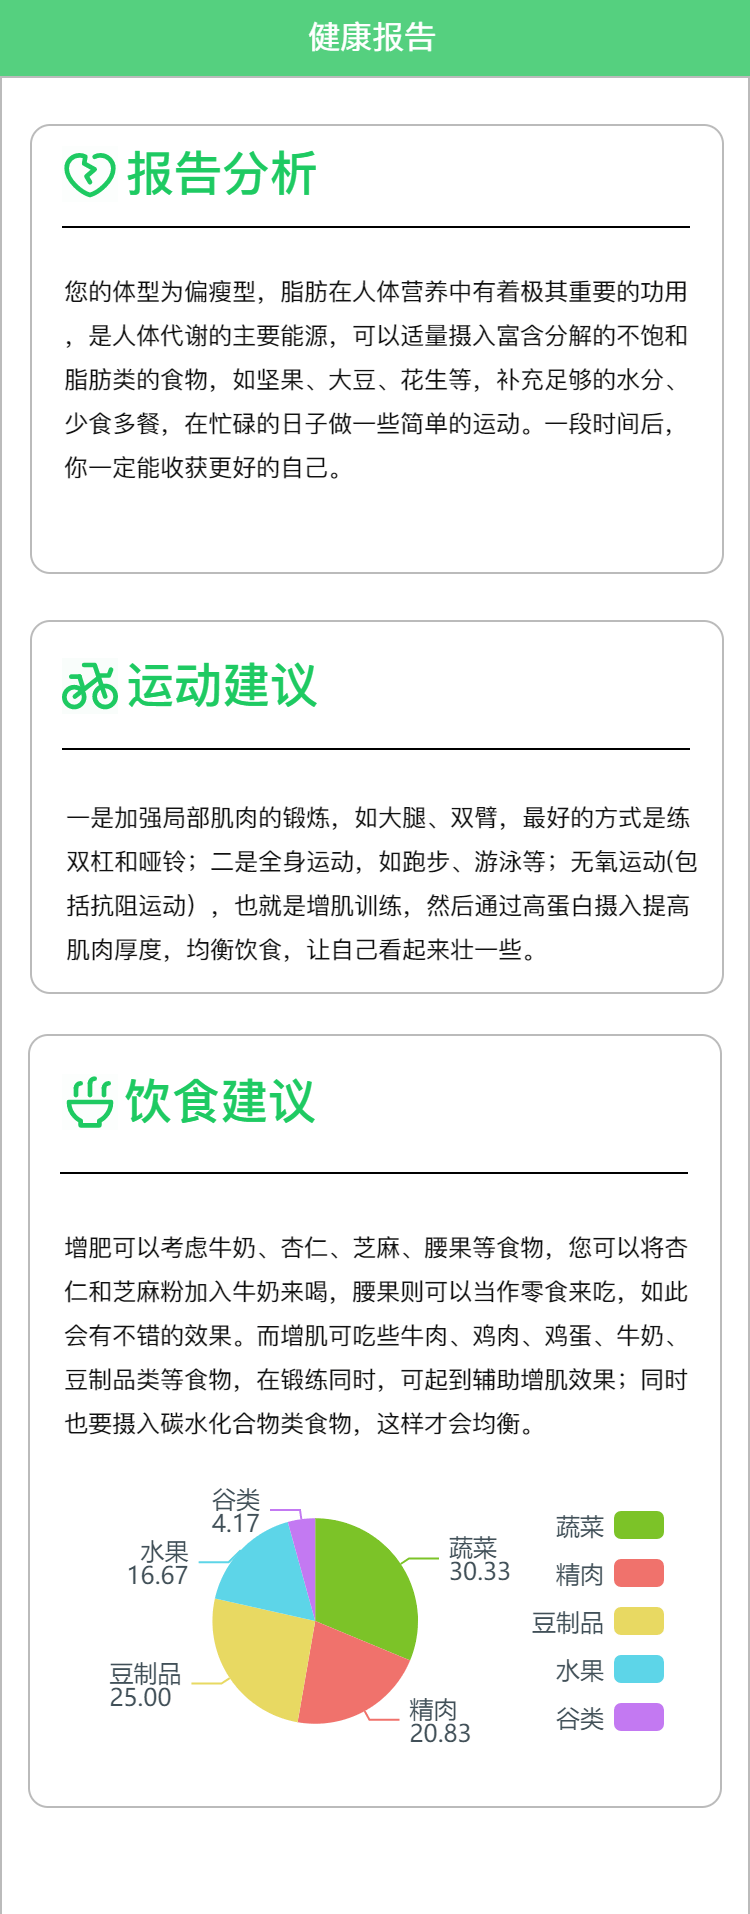 健康报告
报告分析
您的体型为偏瘦型，脂肪在人体营养中有着极其重要的功用
，是人体代谢的主要能源，可以适量摄入富含分解的不饱和
脂肪类的食物，如坚果、大豆、花生等，补充足够的水分、
少食多餐，在忙碌的日子做一些简单的运动。一段时间后，
你一定能收获更好的自己。
运动建议
一是加强局部肌肉的锻炼，如大腿、双臂，最好的方式是练
双杠和哑铃；二是全身运动，如跑步、游泳等；无氧运动(包
括抗阻运动），也就是增肌训练，然后通过高蛋白摄入提高
肌肉厚度，均衡饮食，让自己看起来壮一些。
饮食建议
增肥可以考虑牛奶、杏仁、芝麻、腰果等食物，您可以将杏
仁和芝麻粉加入牛奶来喝，腰果则可以当作零食来吃，如此
会有不错的效果。而增肌可吃些牛肉、鸡肉、鸡蛋、牛奶、
豆制品类等食物，在锻练同时，可起到辅助增肌效果；同时
也要摄入碳水化合物类食物，这样才会均衡。
谷类
4.17
水果
16.67
蔬菜
30.33
豆制品
25.00
精肉
20.83
蔬菜
精肉
豆制品
水果
谷类